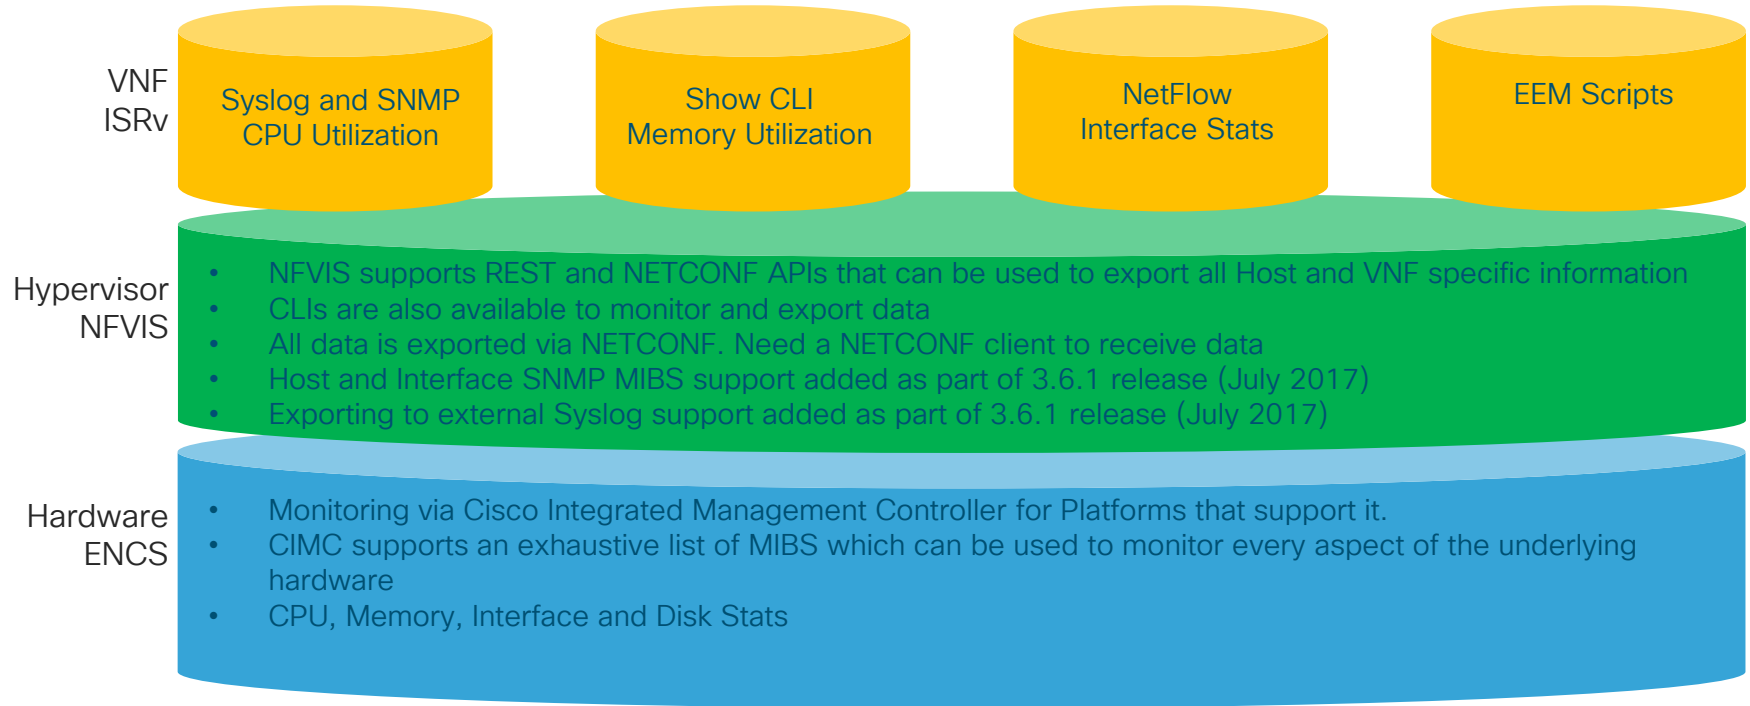 VNF
ISRv
Syslog and SNMP
CPU Utilization
Show CLI
Memory Utilization
NetFlow
Interface Stats
EEM Scripts
Hypervisor
NFVIS
• NFVIS supports REST and NETCONF APIs that can be used to export all Host and VNF specific information
• CLIs are also available to monitor and export data
• All data is exported via NETCONF. Need a NETCONF client to receive data
• Host and Interface SNMP MIBS support added as part of 3.6.1 release (July 2017)
• Exporting to external Syslog support added as part of 3.6.1 release (July 2017)
Hardware
ENCS
• Monitoring via Cisco Integrated Management Controller for Platforms that support it.
• CIMC supports an exhaustive list of MIBS which can be used to monitor every aspect of the underlying
hardware
• CPU, Memory, Interface and Disk Stats